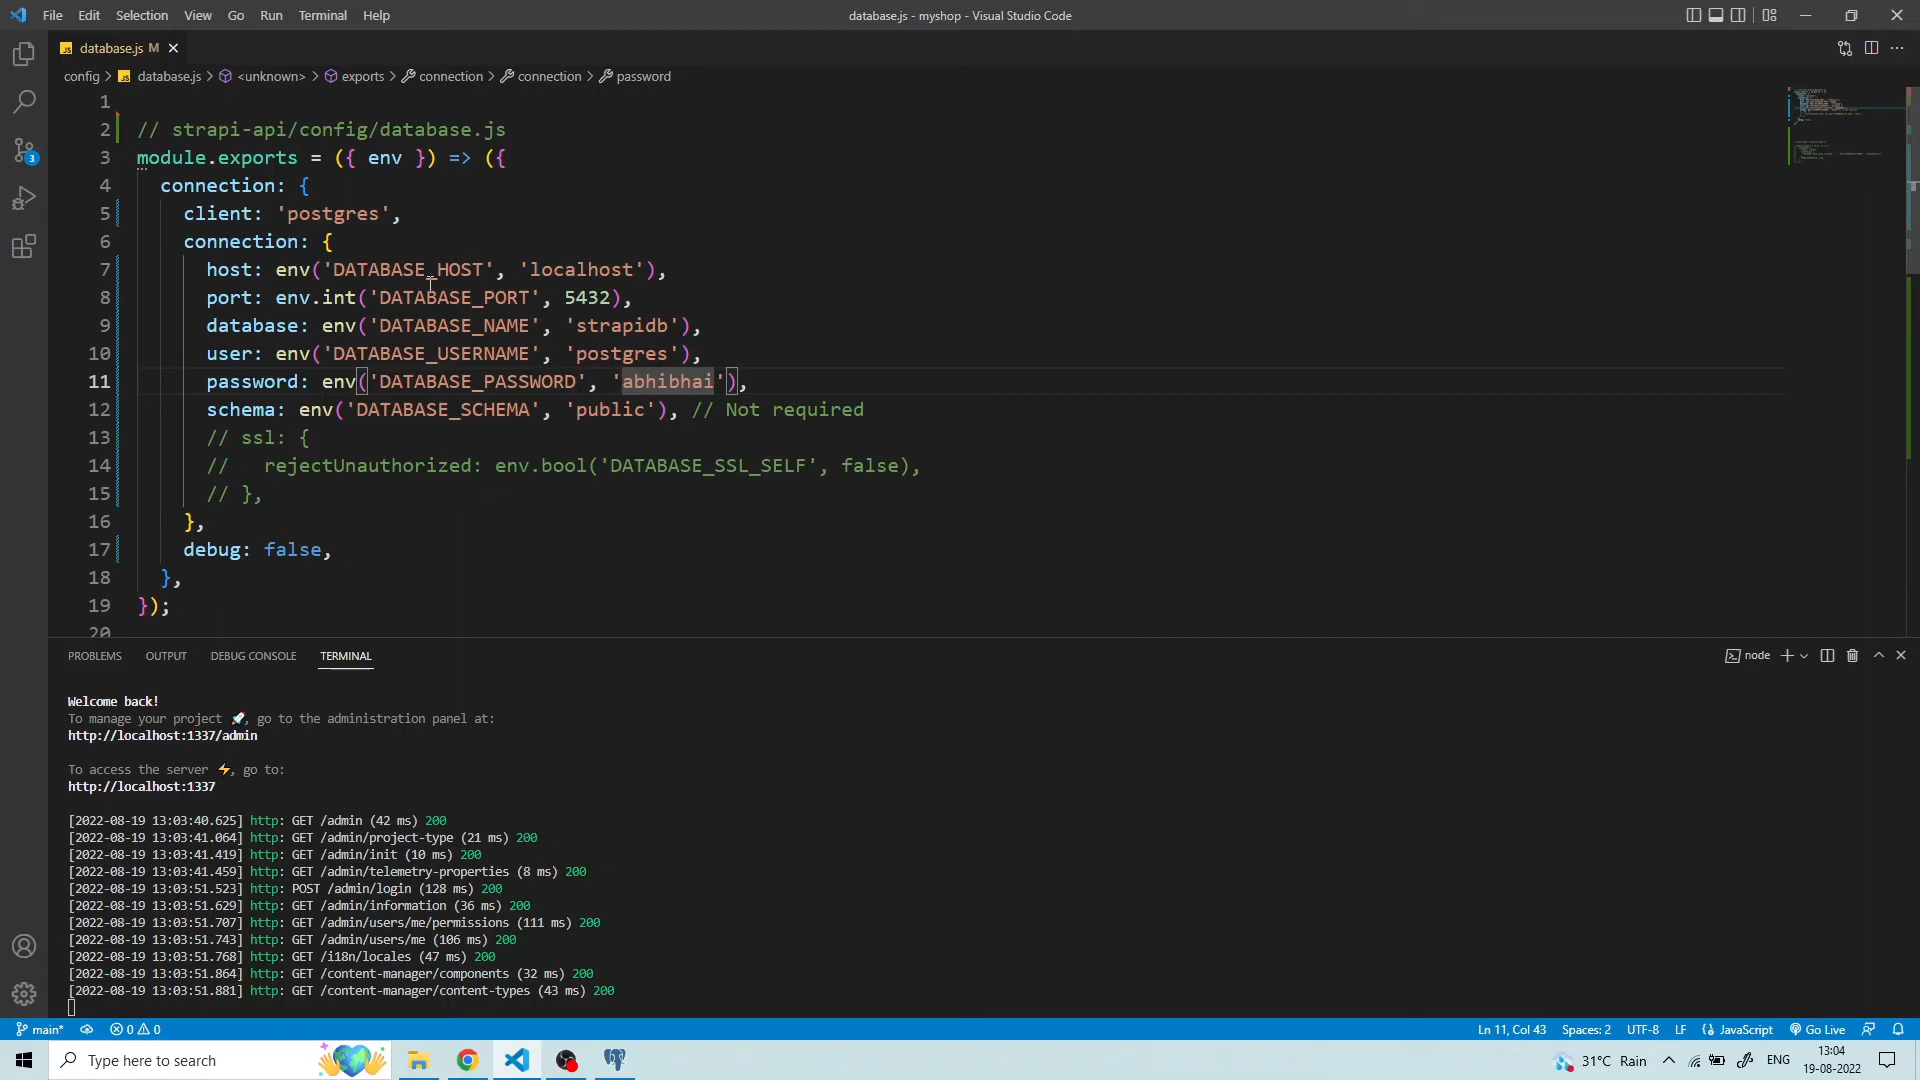 File Edit Selection View Go Run Terminal Help
database.js - myshop - Visual Studio Code
database.js M
config > database.js > <unknown> > exports > connection > connection > password
1
2 // strapi-api/config/database.js
3 module.exports = ({ env }) => ({
4 connection: {
5 client: 'postgres',
6 connection: {
7 host: env('DATABASE_HOST', 'localhost'),
8 port: env.int('DATABASE_PORT', 5432),
9 database: env('DATABASE_NAME', 'strapidb'),
10 user: env('DATABASE_USERNAME', 'postgres'),
11 password: env('DATABASE_PASSWORD', 'abhibhai'),
12 schema: env('DATABASE_SCHEMA', 'public'), // Not required
13 // ssl: {
14 //   rejectUnauthorized: env.bool('DATABASE_SSL_SELF', false),
15 // },
16 },
17 debug: false,
18 },
19 });
20
PROBLEMS OUTPUT DEBUG CONSOLE TERMINAL
node
Welcome back!
To manage your project 🚀, go to the administration panel at:
http://localhost:1337/admin
To access the server ⚡, go to:
http://localhost:1337
[2022-08-19 13:03:40.625] http: GET /admin (42 ms) 200
[2022-08-19 13:03:41.064] http: GET /admin/project-type (21 ms) 200
[2022-08-19 13:03:41.419] http: GET /admin/init (10 ms) 200
[2022-08-19 13:03:41.459] http: GET /admin/telemetry-properties (8 ms) 200
[2022-08-19 13:03:51.523] http: POST /admin/login (128 ms) 200
[2022-08-19 13:03:51.629] http: GET /admin/information (36 ms) 200
[2022-08-19 13:03:51.707] http: GET /admin/users/me/permissions (111 ms) 200
[2022-08-19 13:03:51.743] http: GET /admin/users/me (106 ms) 200
[2022-08-19 13:03:51.768] http: GET /i18n/locales (47 ms) 200
[2022-08-19 13:03:51.864] http: GET /content-manager/components (32 ms) 200
[2022-08-19 13:03:51.881] http: GET /content-manager/content-types (43 ms) 200
main* 0 0
Ln 11, Col 43 Spaces: 2 UTF-8 LF JavaScript Go Live
3
Type here to search
31°C Rain ENG
13:04
19-08-2022